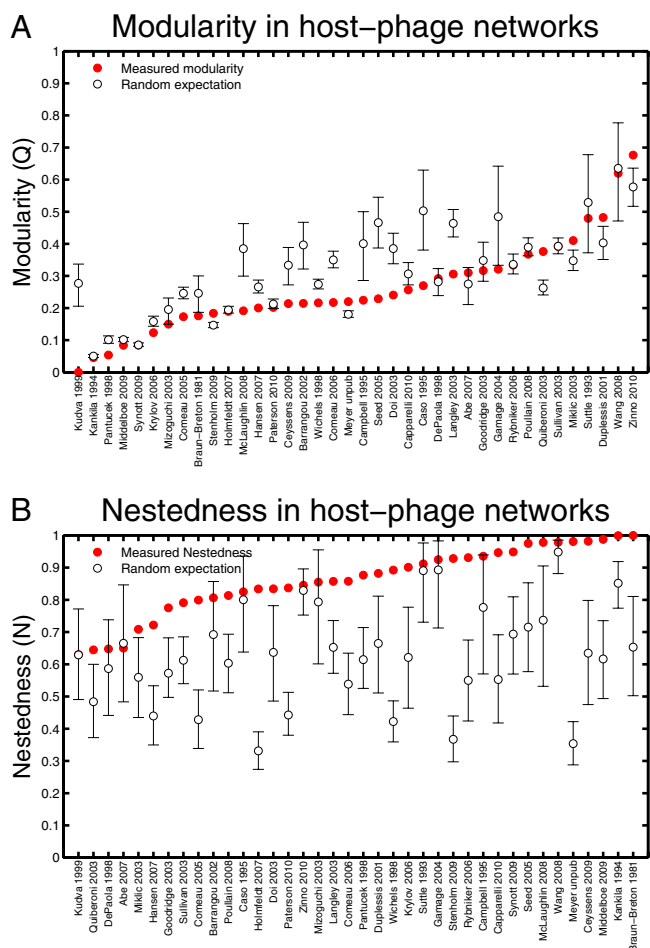 A
Modularity in host–phage networks
Modularity (Q)
1
0.9
0.8
0.7
0.6
0.5
0.4
0.3
0.2
0.1
0
Measured modularity
Random expectation
Kudva 1999
Kankila 1994
Pantucek 1998
Middelboe 2009
Synott 2009
Krylov 2006
Mizoguchi 2003
Comeau 2005
Braun–Breton 1981
Stenholm 2009
Holmfeldt 2007
McLaughlin 2008
Hansen 2007
Paterson 2010
Ceyssens 2009
Barrangou 2002
Wichels 1998
Comeau 2006
Meyer unpub
Campbell 1995
Seed 2005
Doi 2003
Capparelli 2010
Caso 1995
DePaola 1998
Langley 2003
Abe 2007
Goodridge 2003
Gamage 2004
Rybniker 2006
Poullain 2008
Quiberoni 2003
Sullivan 2003
Miklic 2003
Suttle 1993
Duplessis 2001
Wang 2008
Zinno 2010
B
Nestedness in host–phage networks
Nestedness (N)
1
0.9
0.8
0.7
0.6
0.5
0.4
0.3
0.2
0.1
0
Measured Nestedness
Random expectation
Kudva 1999
Quiberoni 2003
DePaola 1998
Abe 2007
Miklic 2003
Hansen 2007
Goodridge 2003
Sullivan 2003
Comeau 2005
Barrangou 2002
Poullain 2008
Caso 1995
Holmfeldt 2007
Doi 2003
Paterson 2010
Zinno 2010
Mizoguchi 2003
Langley 2003
Comeau 2006
Pantucek 1998
Duplessis 2001
Wichels 1998
Krylov 2006
Suttle 1993
Gamage 2004
Stenholm 2009
Rybniker 2006
Campbell 1995
Capparelli 2010
Synott 2009
Seed 2005
McLaughlin 2008
Wang 2008
Meyer unpub
Ceyssens 2009
Middelboe 2009
Kankila 1994
Braun–Breton 1981